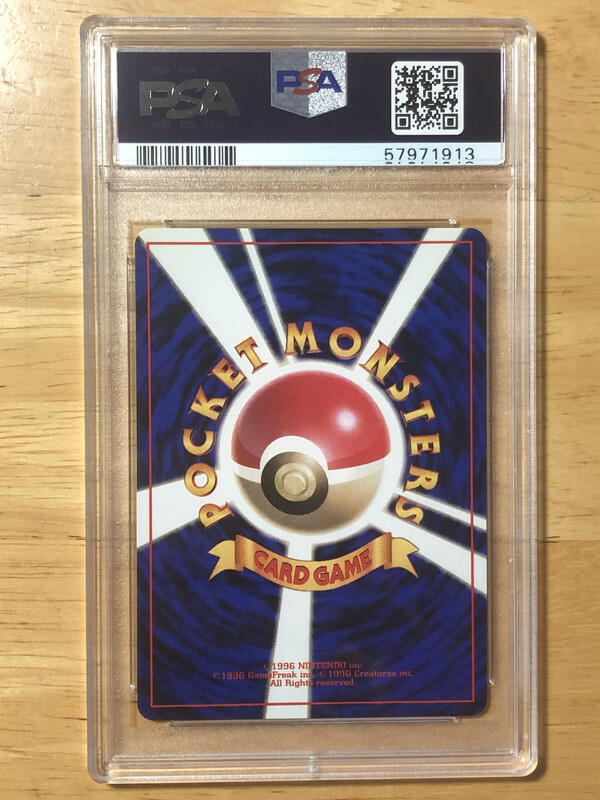 PSA
PSA
57971913
POCKET MONSTERS
CARD GAME
©1996 NINTENDO inc.
©1996 GameFreak inc. ©1996 Creatures inc.
All Rights reserved.